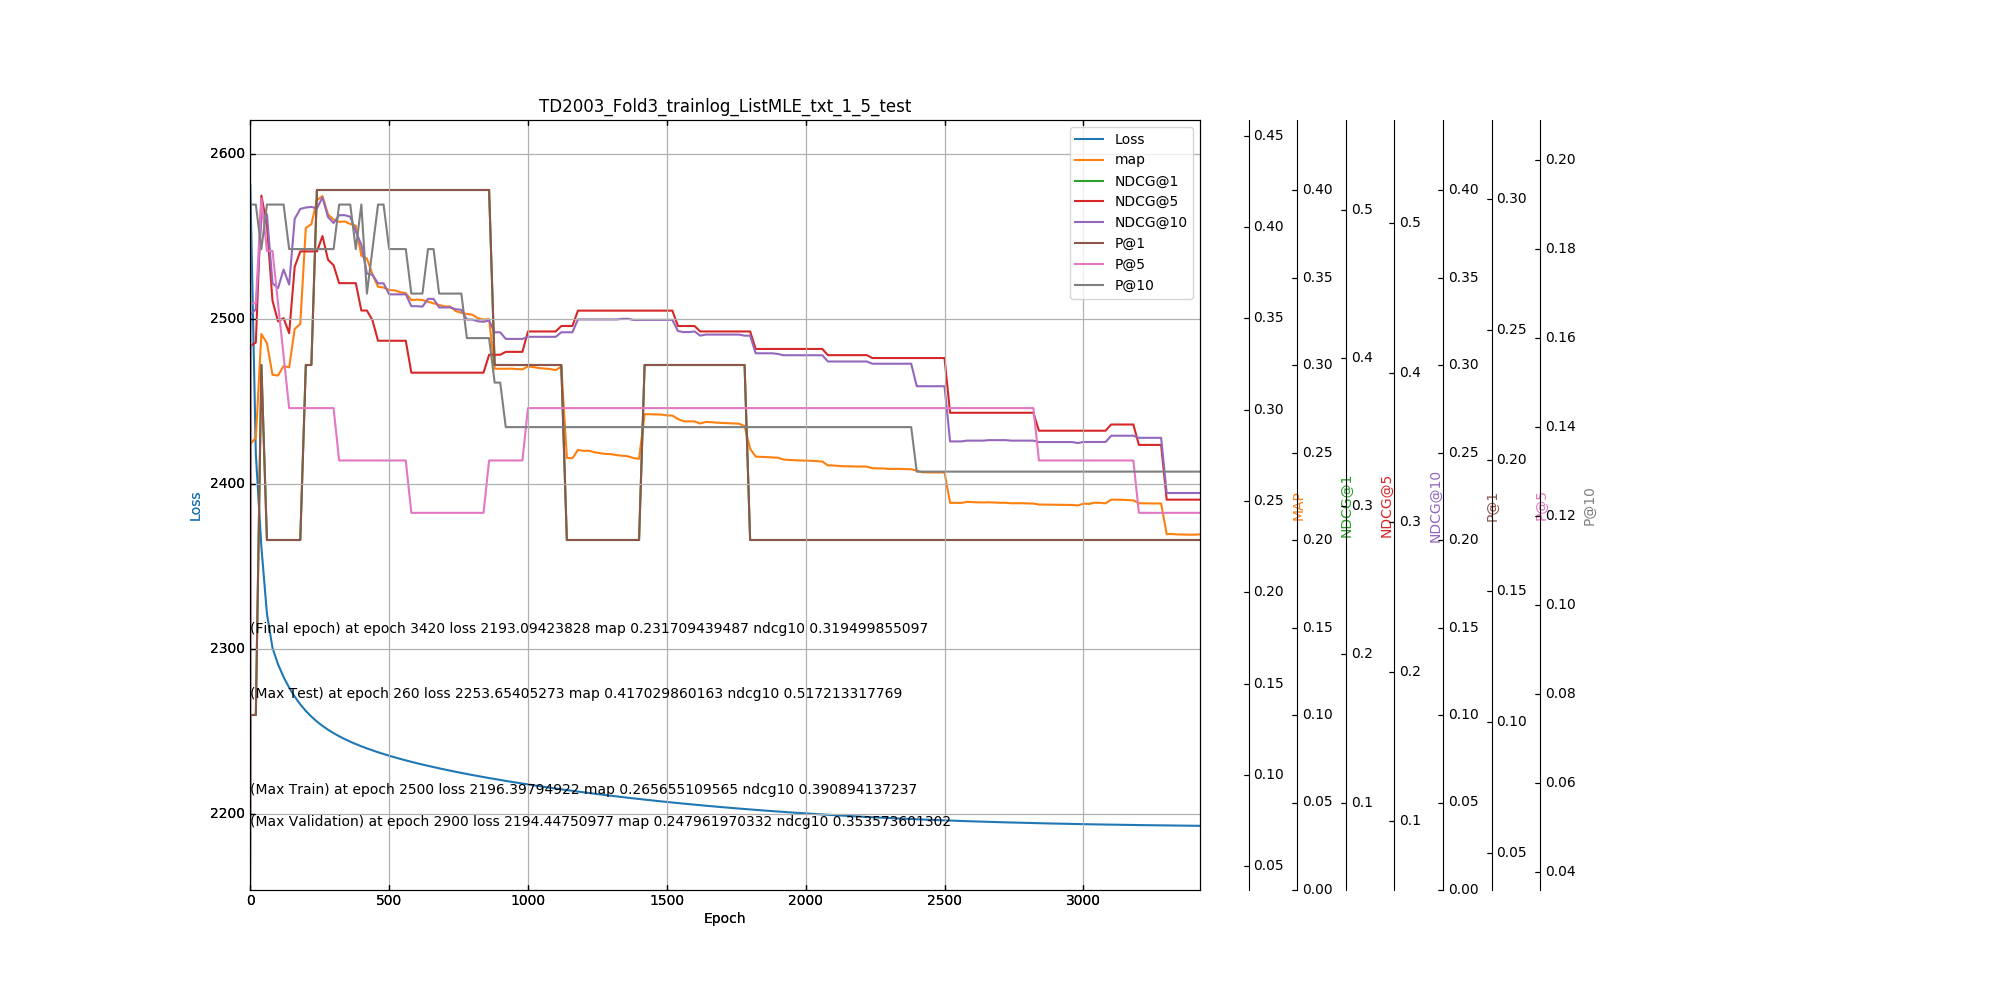 TD2003_Fold3_trainlog_ListMLE_txt_1_5_test
Loss
map
NDCG@1
NDCG@5
NDCG@10
P@1
P@5
P@10
2600
2500
2400
2300
2200
Loss
(Final epoch) at epoch 3420 loss 2193.09423828 map 0.231709439487 ndcg10 0.319499855097
(Max Test) at epoch 260 loss 2253.65405273 map 0.417029860163 ndcg10 0.517213317769
(Max Train) at epoch 2500 loss 2196.39794922 map 0.265655109565 ndcg10 0.390894137237
(Max Validation) at epoch 2900 loss 2194.44750977 map 0.247961970332 ndcg10 0.353573601302
0 500 1000 1500 2000 2500 3000
Epoch
0.45
0.40
0.35
0.30
0.25
0.20
0.15
0.10
0.05
MAP
0.40
0.35
0.30
0.25
0.20
0.15
0.10
0.05
0.00
NDCG@1
0.5
0.4
0.3
0.2
0.1
NDCG@5
0.5
0.4
0.3
0.2
0.1
NDCG@10
0.40
0.35
0.30
0.25
0.20
0.15
0.10
0.05
0.00
P@1
0.30
0.25
0.20
0.15
0.10
0.05
P@5
0.20
0.18
0.16
0.14
0.12
0.10
0.08
0.06
0.04
P@10